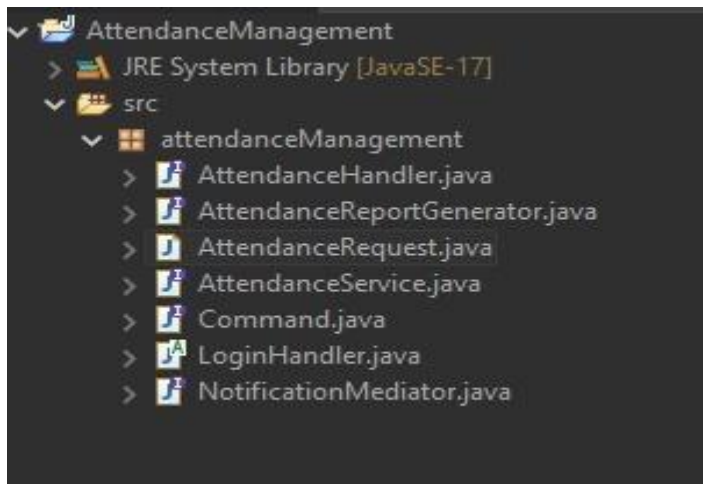 AttendanceManagement
JRE System Library [JavaSE-17]
src
attendanceManagement
AttendanceHandler.java
AttendanceReportGenerator.java
AttendanceRequest.java
AttendanceService.java
Command.java
LoginHandler.java
NotificationMediator.java